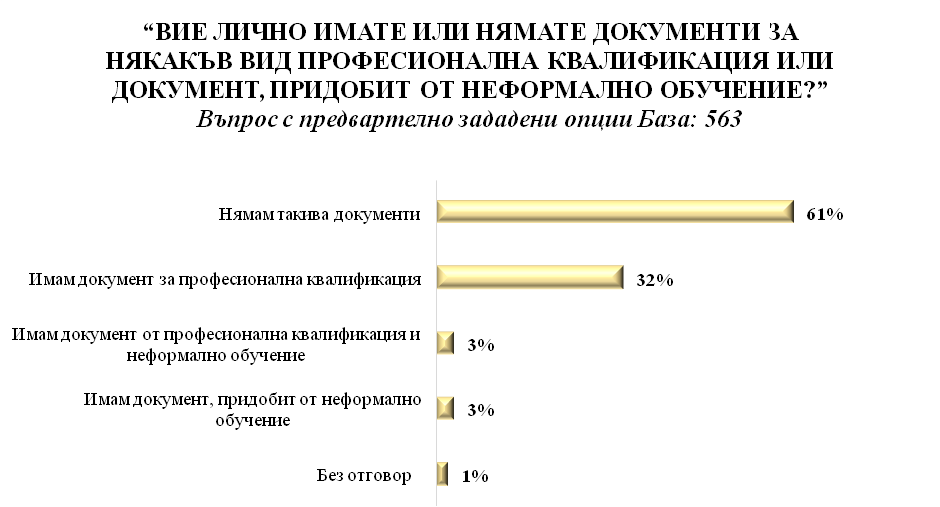 “ВИЕ ЛИЧНО ИМАТЕ ИЛИ НЯМАТЕ ДОКУМЕНТИ ЗА
НЯКАКЪВ ВИД ПРОФЕСИОНАЛНА КВАЛИФИКАЦИЯ ИЛИ
ДОКУМЕНТ, ПРИДОБИТ ОТ НЕФОРМАЛНО ОБУЧЕНИЕ?”
Въпрос с предвартелно зададени опции База: 563
Нямам такива документи 61%
Имам документ за професионална квалификация 32%
Имам документ от професионална квалификация и
неформално обучение 3%
Имам документ, придобит от неформално
обучение 3%
Без отговор 1%